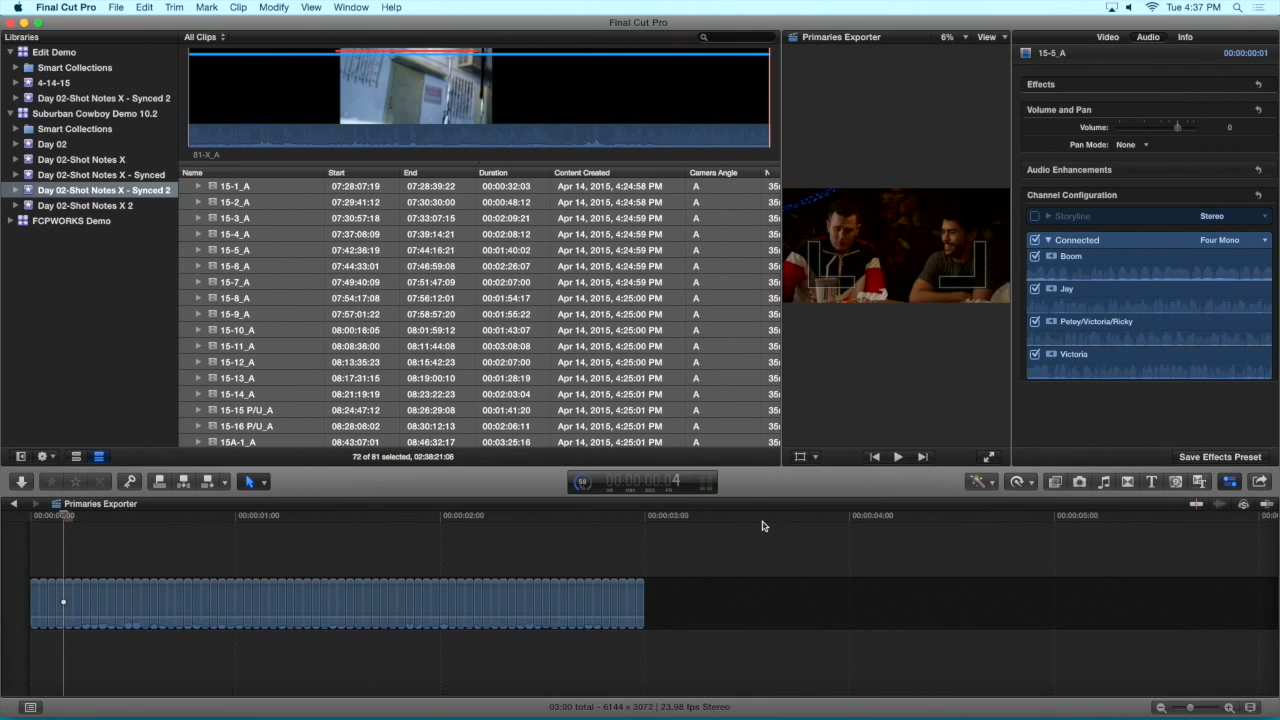 Final Cut Pro File Edit Trim Mark Clip Modify View Window Help Tue 4:37 PM
Final Cut Pro
Libraries
Edit Demo
Smart Collections
4-14-15
Day 02-Shot Notes X - Synced 2
Suburban Cowboy Demo 10.2
Smart Collections
Day 02
Day 02-Shot Notes X
Day 02-Shot Notes X - Synced
Day 02-Shot Notes X - Synced 2
Day 02-Shot Notes X 2
FCPWORKS Demo
All Clips
81-X_A
Name Start End Duration Content Created Camera Angle N
15-1_A 07:28:07:19 07:28:39:22 00:00:32:03 Apr 14, 2015, 4:24:58 PM A 35
15-2_A 07:29:41:12 07:30:30:00 00:00:48:12 Apr 14, 2015, 4:24:58 PM A 35
15-3_A 07:30:57:18 07:33:07:15 00:02:09:21 Apr 14, 2015, 4:24:59 PM A 35
15-4_A 07:37:06:09 07:39:14:21 00:02:08:12 Apr 14, 2015, 4:24:59 PM A 35
15-5_A 07:42:36:19 07:44:16:21 00:01:40:02 Apr 14, 2015, 4:24:59 PM A 35
15-6_A 07:44:33:01 07:46:59:08 00:02:26:07 Apr 14, 2015, 4:24:59 PM A 35
15-7_A 07:49:40:09 07:51:47:09 00:02:07:00 Apr 14, 2015, 4:24:59 PM A 35
15-8_A 07:54:17:08 07:56:12:01 00:01:54:17 Apr 14, 2015, 4:25:00 PM A 35
15-9_A 07:57:01:22 07:58:57:20 00:01:55:22 Apr 14, 2015, 4:25:00 PM A 35
15-10_A 08:00:16:05 08:01:59:12 00:01:43:07 Apr 14, 2015, 4:25:00 PM A 35
15-11_A 08:08:36:00 08:11:44:08 00:03:08:08 Apr 14, 2015, 4:25:00 PM A 35
15-12_A 08:13:35:23 08:15:42:23 00:02:07:00 Apr 14, 2015, 4:25:00 PM A 35
15-13_A 08:17:31:15 08:19:00:10 00:01:28:19 Apr 14, 2015, 4:25:01 PM A 35
15-14_A 08:21:19:19 08:23:22:23 00:02:03:04 Apr 14, 2015, 4:25:01 PM A 35
15-15 P/U_A 08:24:47:12 08:26:29:08 00:01:41:20 Apr 14, 2015, 4:25:01 PM A 35
15-16 P/U_A 08:28:06:02 08:30:12:13 00:02:06:11 Apr 14, 2015, 4:25:01 PM A 35
15A-1_A 08:43:07:01 08:46:32:17 00:03:25:16 Apr 14, 2015, 4:25:01 PM A 35
72 of 81 selected, 02:38:21:06
Primaries Exporter 6% View
Video Audio Info
15-5_A 00:00:00:01
Effects
Volume and Pan
Volume: 0
Pan Mode: None
Audio Enhancements
Channel Configuration
Storyline Stereo
Connected Four Mono
Boom
Jay
Petey/Victoria/Ricky
Victoria
Save Effects Preset
58 00:00:00:04
HR MIN SEC FR
Primaries Exporter
00:00:00:00 00:00:01:00 00:00:02:00 00:00:03:00 00:00:04:00 00:00:05:00
03:00 total - 6144 x 3072 | 23.98 fps Stereo